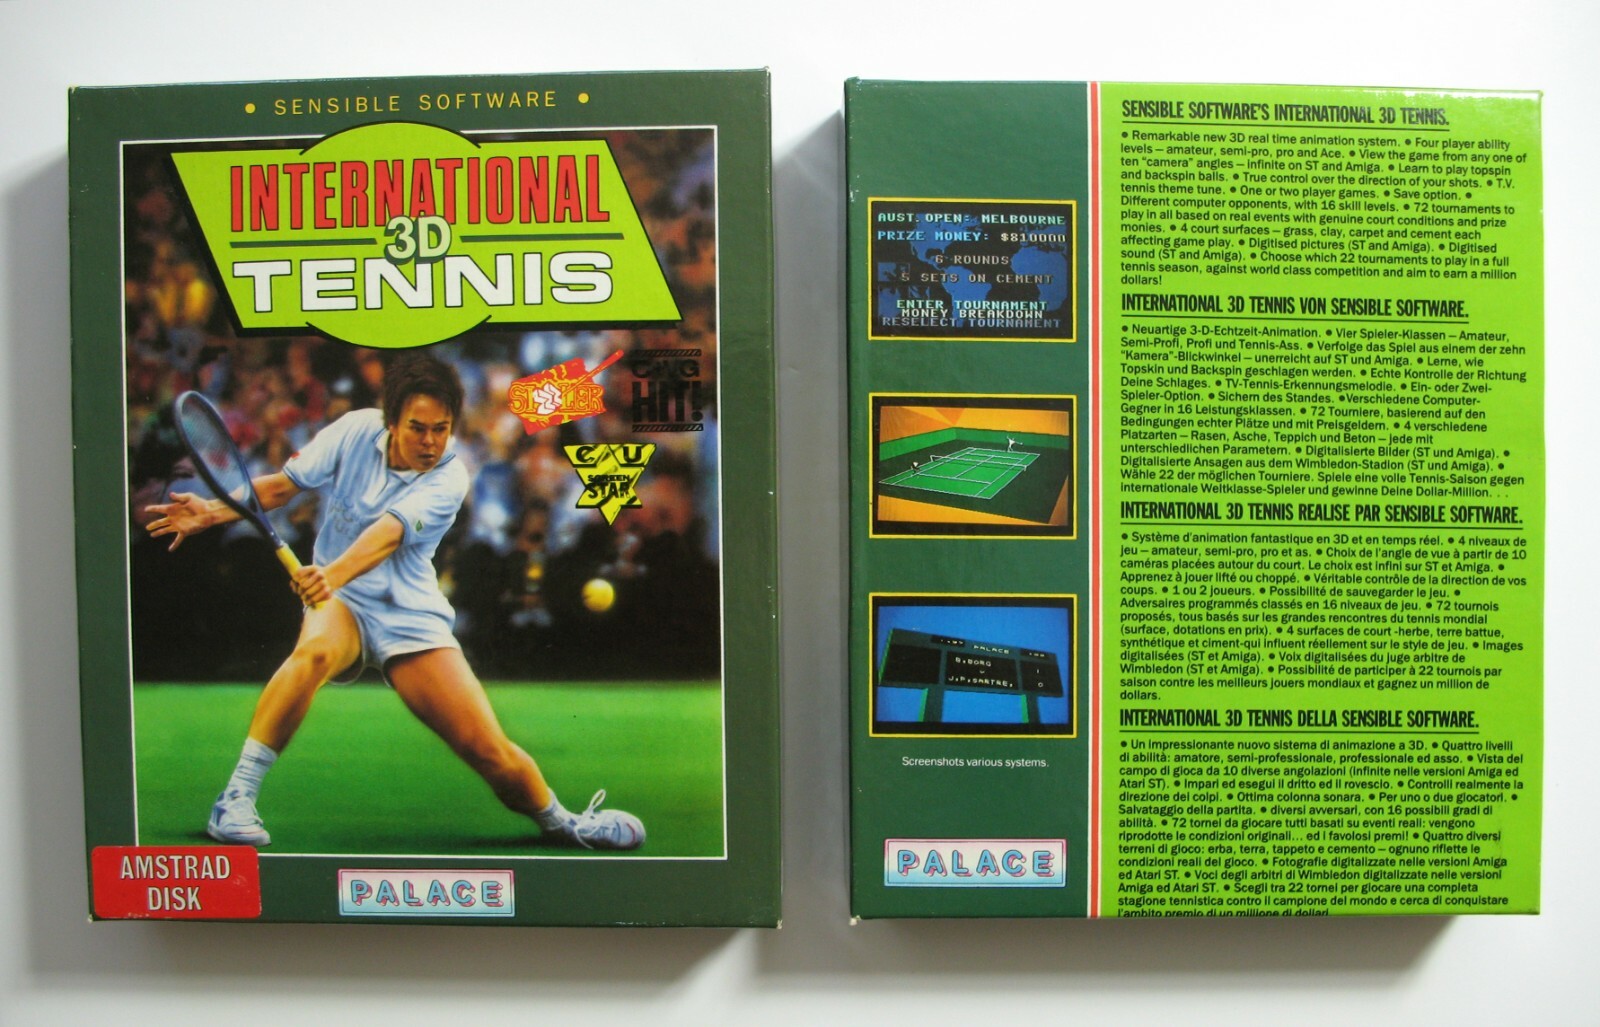 • SENSIBLE SOFTWARE •
INTERNATIONAL
3D
TENNIS
SIZZLER
C+VG
HIT!
C/U
SCREEN
STAR
AMSTRAD
DISK
PALACE
AUST. OPEN: MELBOURNE
PRIZE MONEY: $810000
6 ROUNDS
5 SETS ON CEMENT
ENTER TOURNAMENT
MONEY BREAKDOWN
RESELECT TOURNAMENT
PALACE
B.BORG
1
V
J.P.SARTRE.
0
Screenshots various systems.
PALACE
SENSIBLE SOFTWARE'S INTERNATIONAL 3D TENNIS.
• Remarkable new 3D real time animation system. • Four player ability
levels – amateur, semi-pro, pro and Ace. • View the game from any one of
ten "camera" angles – infinite on ST and Amiga. • Learn to play topspin
and backspin balls. • True control over the direction of your shots. • T.V.
tennis theme tune. • One or two player games. • Save option. •
Different computer opponents, with 16 skill levels. • 72 tournaments to
play in all based on real events with genuine court conditions and prize
monies. • 4 court surfaces – grass, clay, carpet and cement each
affecting game play. • Digitised pictures (ST and Amiga). • Digitised
sound (ST and Amiga). • Choose which 22 tournaments to play in a full
tennis season, against world class competition and aim to earn a million
dollars!
INTERNATIONAL 3D TENNIS VON SENSIBLE SOFTWARE.
• Neuartige 3-D-Echtzeit-Animation. • Vier Spieler-Klassen – Amateur,
Semi-Profi, Profi und Tennis-Ass. • Verfolge das Spiel aus einem der zehn
"Kamera"-Blickwinkel – unerreicht auf ST und Amiga. • Lerne, wie
Topskin und Backspin geschlagen werden. • Echte Kontrolle der Richtung
Deine Schlages. • TV-Tennis-Erkennungsmelodie. • Ein- oder Zwei-
Spieler-Option. • Sichern des Standes. •Verschiedene Computer-
Gegner in 16 Leistungsklassen. • 72 Tourniere, basierend auf den
Bedingungen echter Plätze und mit Preisgeldern. • 4 verschiedene
Platzarten – Rasen, Asche, Teppich und Beton – jede mit
unterschiedlichen Parametern. • Digitalisierte Bilder (ST und Amiga). •
Digitalisierte Ansagen aus dem Wimbledon-Stadion (ST und Amiga). •
Wähle 22 der möglichen Tourniere. Spiele eine volle Tennis-Saison gegen
internationale Weltklasse-Spieler und gewinne Deine Dollar-Million. . .
INTERNATIONAL 3D TENNIS REALISE PAR SENSIBLE SOFTWARE.
• Système d'animation fantastique en 3D et en temps réel. • 4 niveaux de
jeu – amateur, semi-pro, pro et as. • Choix de l'angle de vue à partir de 10
caméras placées autour du court. Le choix est infini sur ST et Amiga. •
Apprenez à jouer lifté ou choppé. • Véritable contrôle de la direction de vos
coups. • 1 ou 2 joueurs. • Possibilité de sauvegarder le jeu. •
Adversaires programmés classés en 16 niveaux de jeu. • 72 tournois
proposés, tous basés sur les grandes rencontres du tennis mondial
(surface, dotations en prix). • 4 surfaces de court -herbe, terre battue,
synthétique et ciment-qui influent réellement sur le style de jeu. • Images
digitalisées (ST et Amiga). • Voix digitalisées du juge arbitre de
Wimbledon (ST et Amiga). • Possibilité de participer à 22 tournois par
saison contre les meilleurs jouers mondiaux et gagnez un million de
dollars.
INTERNATIONAL 3D TENNIS DELLA SENSIBLE SOFTWARE.
• Un impressionante nuovo sistema di animazione a 3D. • Quattro livelli
di abilità: amatore, semi-professionale, professionale ed asso. • Vista del
campo di gioca da 10 diverse angolazioni (infinite nelle versioni Amiga ed
Atari ST). • Impari ed esegui il dritto ed il rovescio. • Controlli realmente la
direzione dei colpi. • Ottima colonna sonara. • Per uno o due giocatori. •
Salvataggio della partita. • diversi avversari, con 16 possibili gradi di
abilità. • 72 tornei da giocare tutti basati su eventi reali: vengono
riprodotte le condizioni originali... ed i favolosi premi! • Quattro diversi
terreni di gioco: erba, terra, tappeto e cemento – ognuno riflette le
condizioni reali del gioco. • Fotografie digitalizzate nelle versioni Amiga
ed Atari ST. • Voci degli arbitri di Wimbledon digitalizzate nelle versioni
Amiga ed Atari ST. • Scegli tra 22 tornei per giocare una completa
stagione tennistica contro il campione del mondo e cerca di conquistare
l'ambito premio di un milione di dollari.